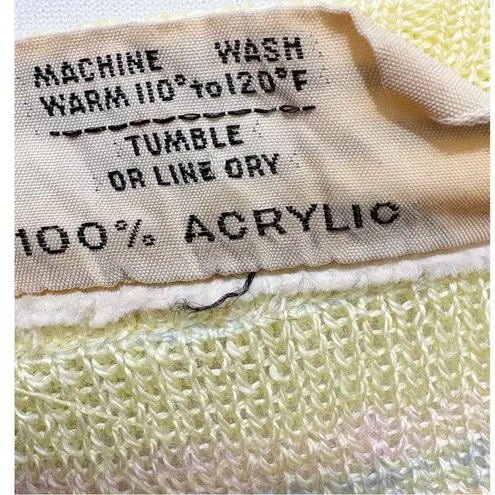 MACHINE WASH
WARM 110° to 120°F
TUMBLE
OR LINE DRY
100% ACRYLIC